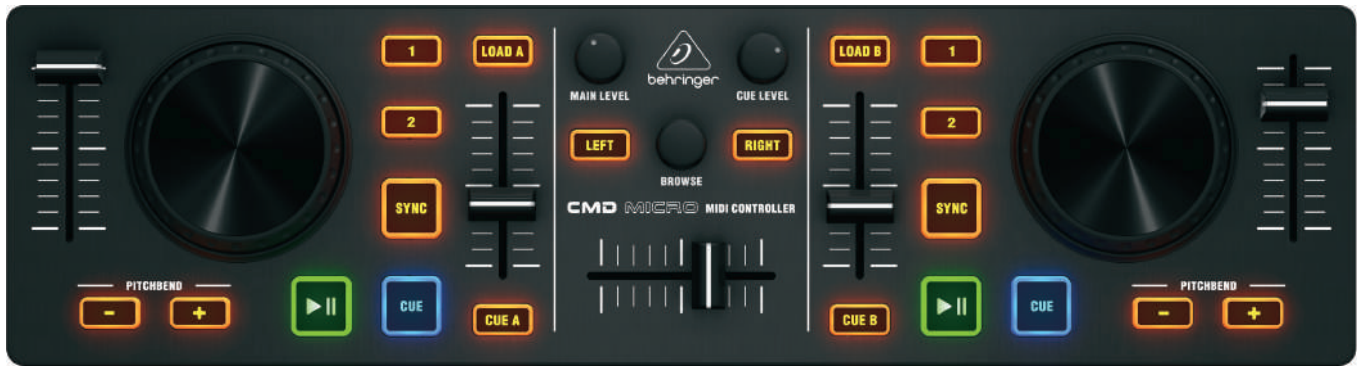 1
LOAD A
2
SYNC
PITCHBEND
-
+
CUE
CUE A
MAIN LEVEL
behringer
CUE LEVEL
LEFT
BROWSE
RIGHT
CMD MICRO MIDI CONTROLLER
LOAD B
1
2
SYNC
CUE B
CUE
PITCHBEND
-
+